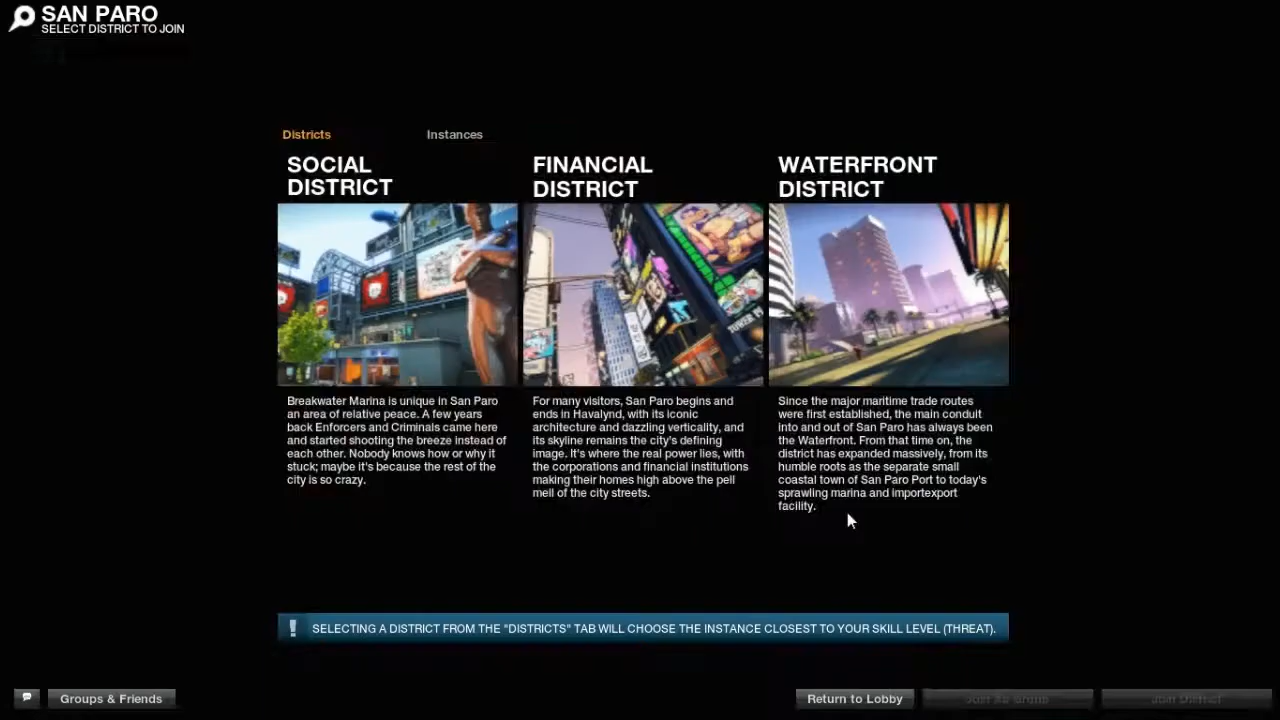 SAN PARO
SELECT DISTRICT TO JOIN
Districts
Instances
SOCIAL
DISTRICT
FINANCIAL
DISTRICT
WATERFRONT
DISTRICT
Breakwater Marina is unique in San Paro
an area of relative peace. A few years
back Enforcers and Criminals came here
and started shooting the breeze instead of
each other. Nobody knows how or why it
stuck; maybe it's because the rest of the
city is so crazy.
For many visitors, San Paro begins and
ends in Havalynd, with its iconic
architecture and dazzling verticality, and
its skyline remains the city's defining
image. It's where the real power lies, with
the corporations and financial institutions
making their homes high above the pell
mell of the city streets.
Since the major maritime trade routes
were first established, the main conduit
into and out of San Paro has always been
the Waterfront. From that time on, the
district has expanded massively, from its
humble roots as the separate small
coastal town of San Paro Port to today's
sprawling marina and importexport
facility.
! SELECTING A DISTRICT FROM THE "DISTRICTS" TAB WILL CHOOSE THE INSTANCE CLOSEST TO YOUR SKILL LEVEL (THREAT).
Groups & Friends
Return to Lobby
Join As Group
Join District